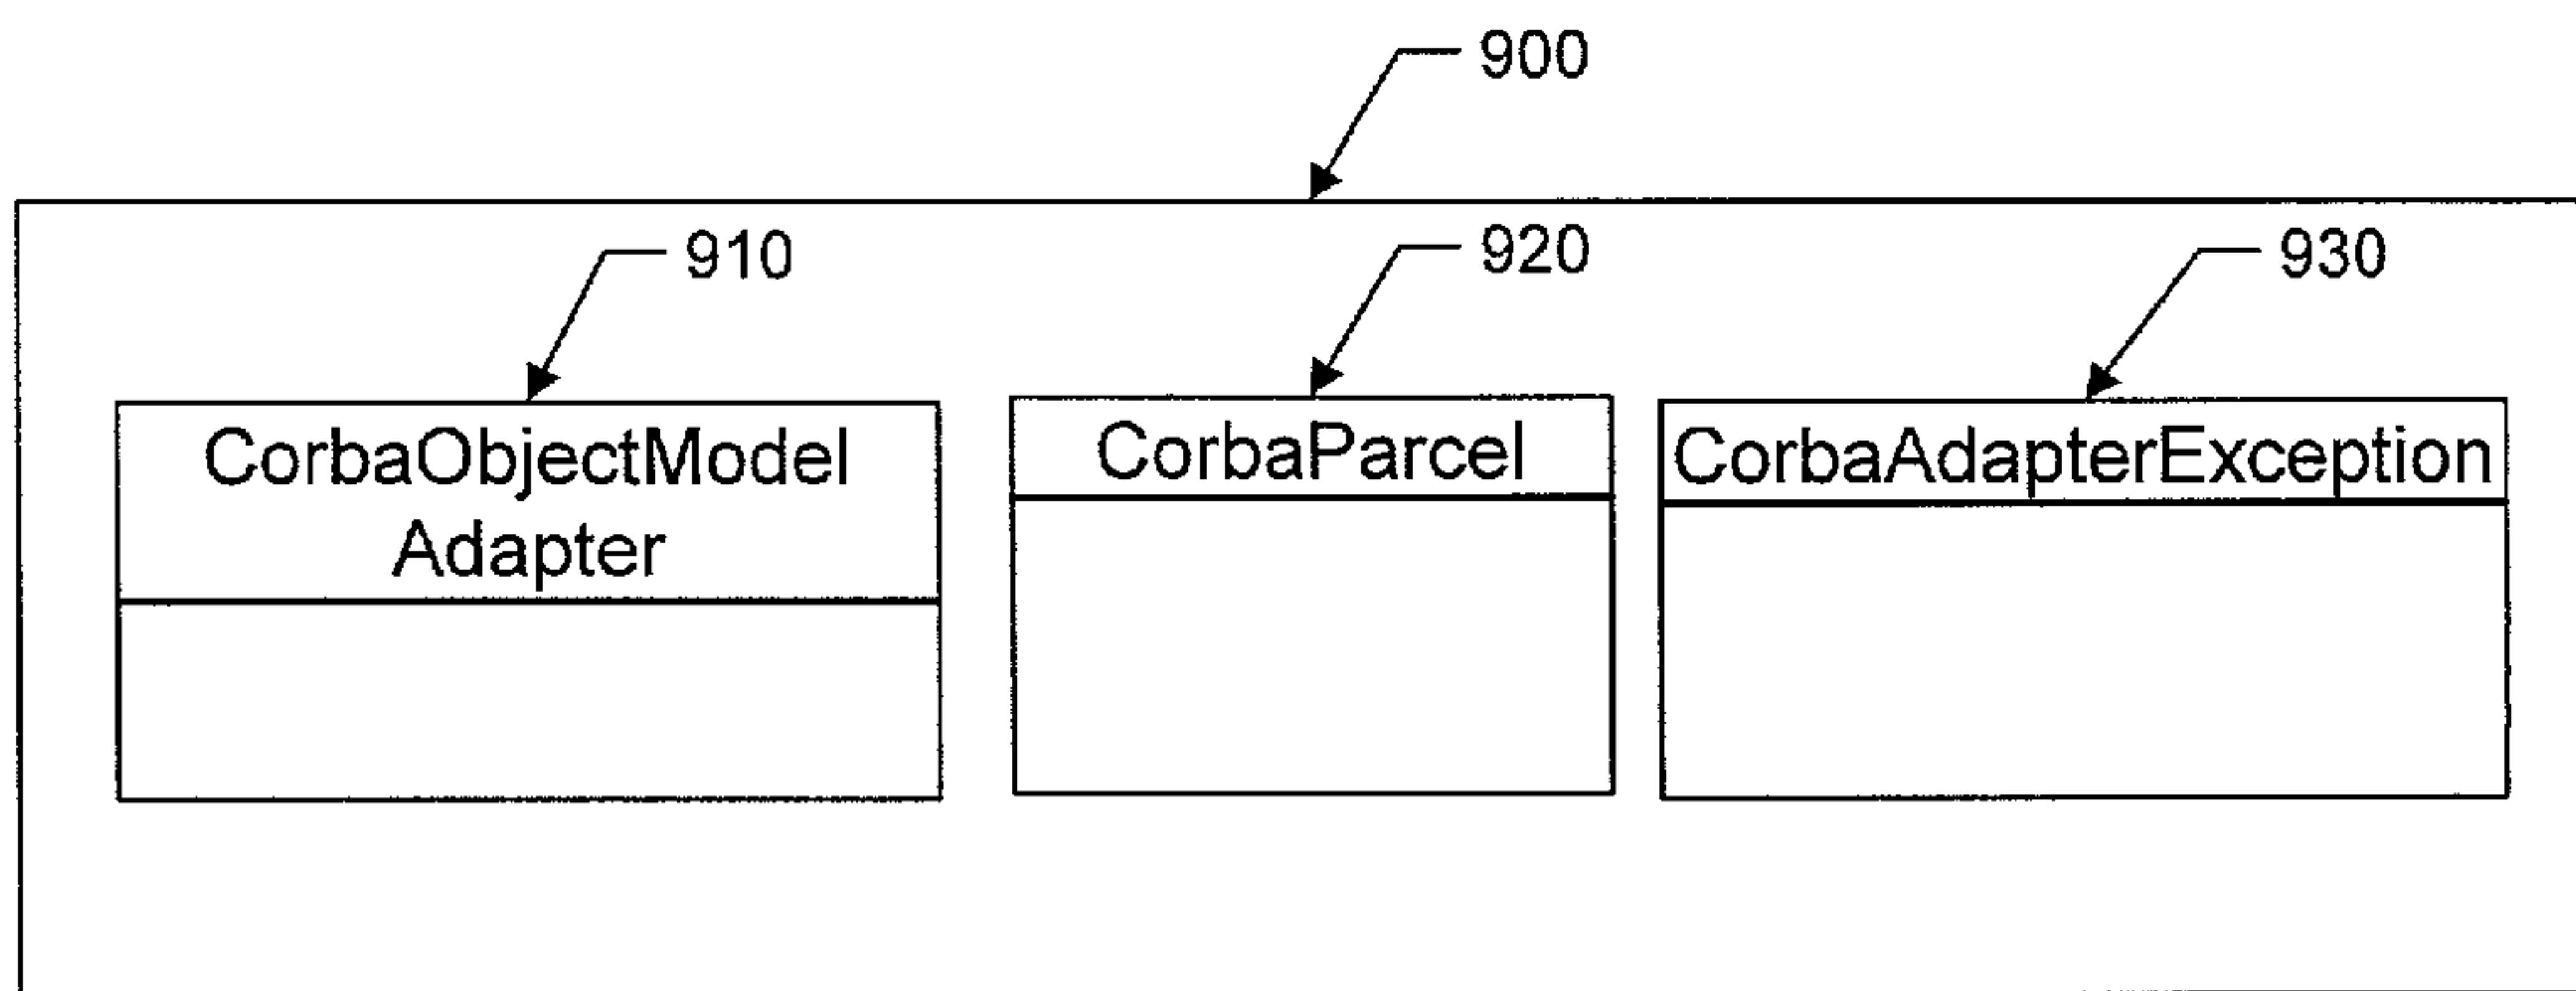 900
910
920
930
CorbaObjectModel
Adapter
CorbaParcel
CorbaAdapterException